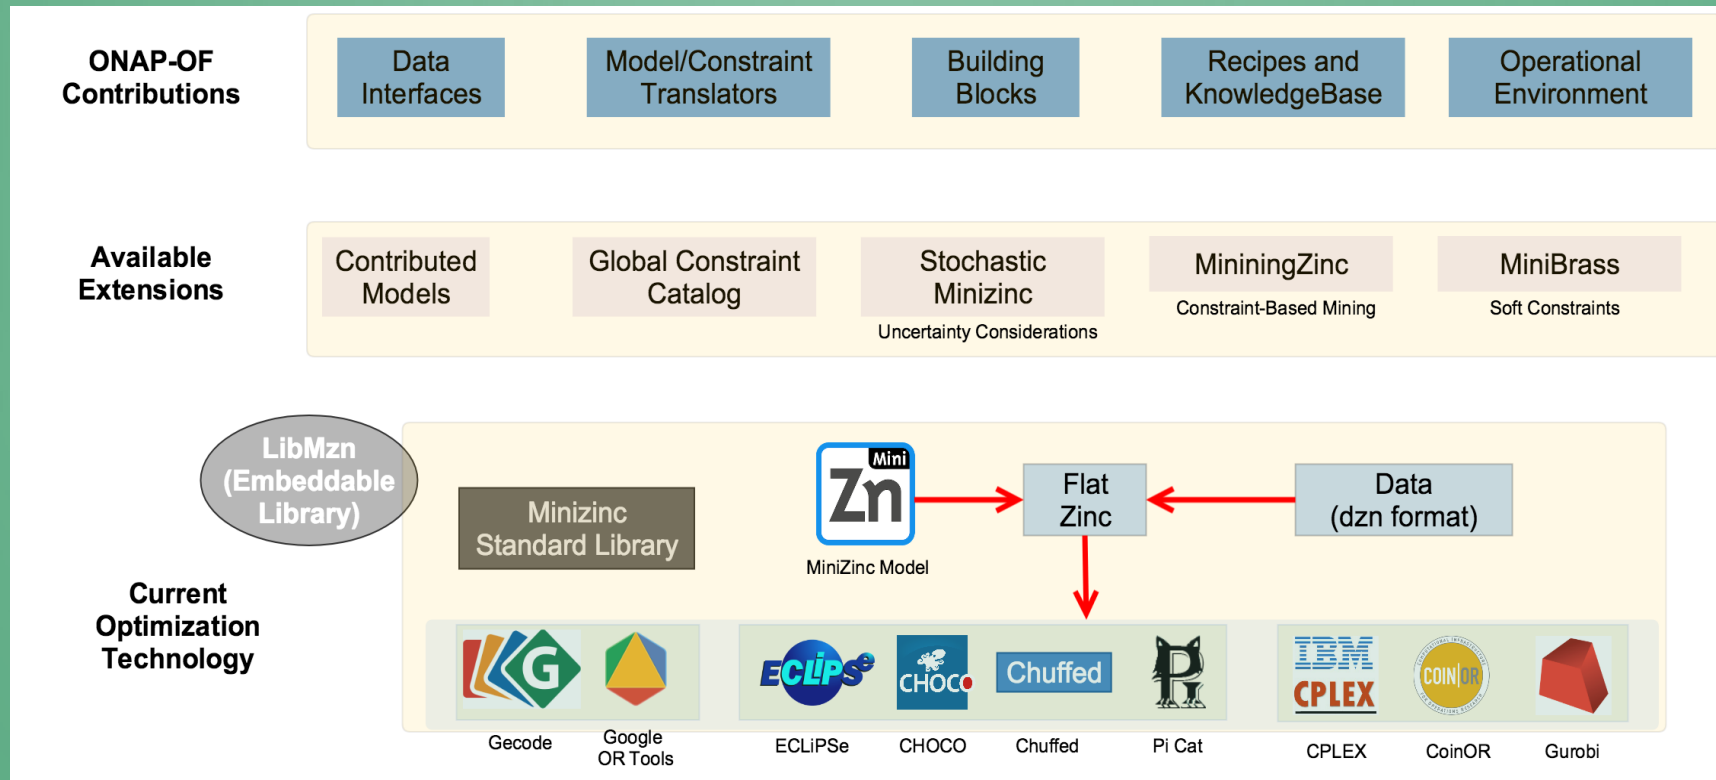 ONAP-OF
Contributions
Data
Interfaces
Model/Constraint
Translators
Building
Blocks
Recipes and
KnowledgeBase
Operational
Environment
Available
Extensions
Contributed
Models
Global Constraint
Catalog
Stochastic
Minizinc
Uncertainty Considerations
MiningZinc
Constraint-Based Mining
MiniBrass
Soft Constraints
LibMzn
(Embeddable
Library)
Minizinc
Standard Library
Mini
Zn
MiniZinc Model
Flat
Zinc
Data
(dzn format)
Current
Optimization
Technology
G
ECLiPSe
CHOCO
Chuffed
Pi
IBM
CPLEX
COIN|OR
Gecode
Google
OR Tools
ECLiPSe
CHOCO
Chuffed
Pi Cat
CPLEX
CoinOR
Gurobi